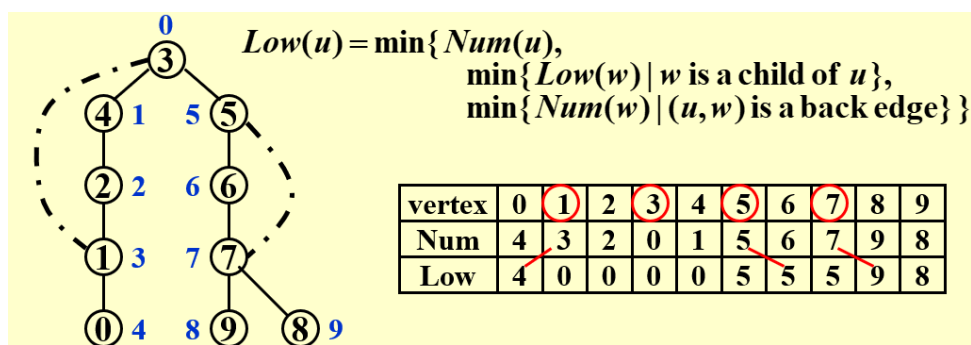 0
3
Low(u) = min{ Num(u),
min{ Low(w) | w is a child of u},
min{ Num(w) | (u, w) is a back edge} }
4 1 5 5
2 2 6 6
1 3 7 7
0 4 8 9 8 9
vertex 0 1 2 3 4 5 6 7 8 9
Num 4 3 2 0 1 5 6 7 9 8
Low 4 0 0 0 0 5 5 5 9 8